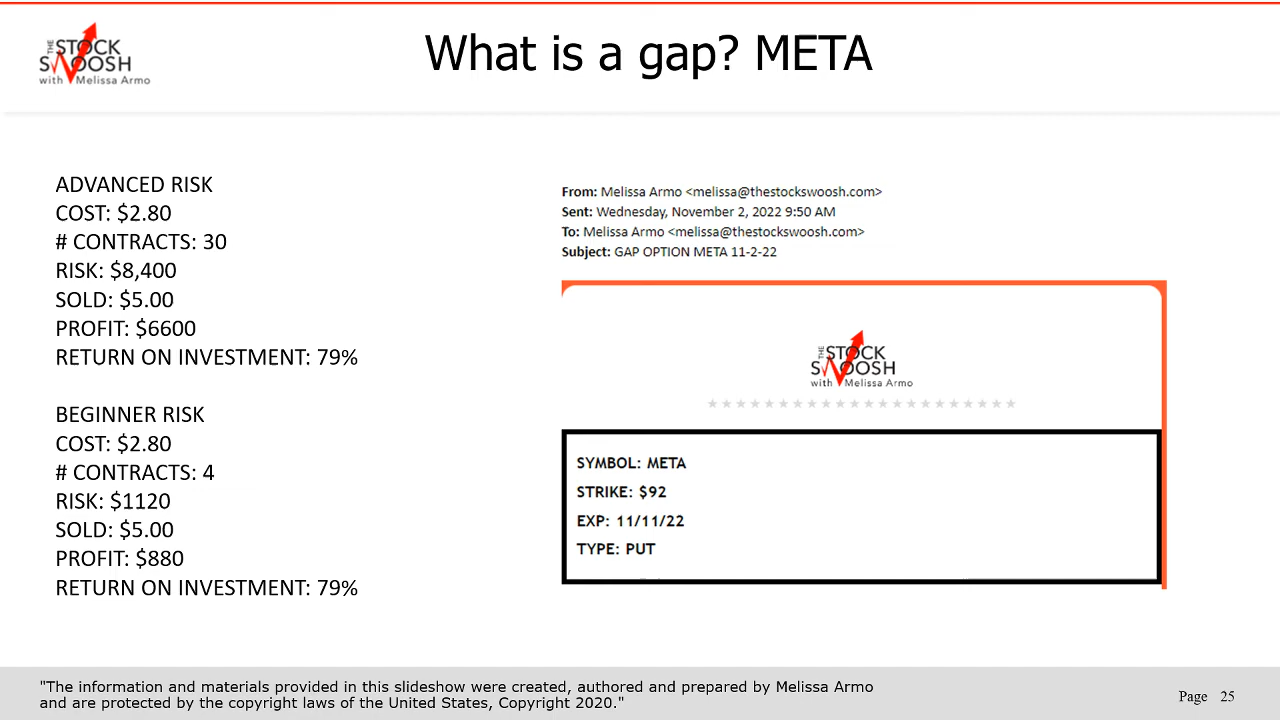 THE
STOCK
SWOOSH
with Melissa Armo
What is a gap? META
ADVANCED RISK
COST: $2.80
# CONTRACTS: 30
RISK: $8,400
SOLD: $5.00
PROFIT: $6600
RETURN ON INVESTMENT: 79%
BEGINNER RISK
COST: $2.80
# CONTRACTS: 4
RISK: $1120
SOLD: $5.00
PROFIT: $880
RETURN ON INVESTMENT: 79%
From: Melissa Armo <melissa@thestockswoosh.com>
Sent: Wednesday, November 2, 2022 9:50 AM
To: Melissa Armo <melissa@thestockswoosh.com>
Subject: GAP OPTION META 11-2-22
THE
STOCK
SWOOSH
with Melissa Armo
SYMBOL: META
STRIKE: $92
EXP: 11/11/22
TYPE: PUT
"The information and materials provided in this slideshow were created, authored and prepared by Melissa Armo
and are protected by the copyright laws of the United States, Copyright 2020."
Page 25